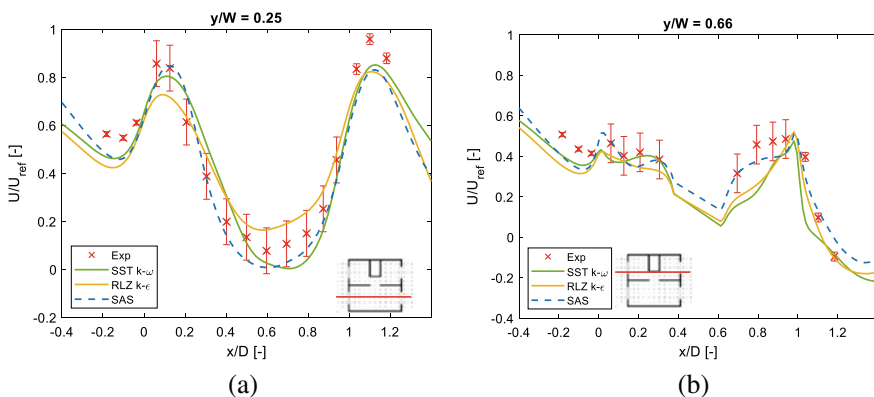 y/W = 0.25
1
0.8
0.6
0.4
0.2
0
-0.2
U/U_ref [-]
Exp
SST k-ω
RLZ k-ϵ
SAS
-0.4 -0.2 0 0.2 0.4 0.6 0.8 1 1.2
x/D [-]
(a)
y/W = 0.66
1
0.8
0.6
0.4
0.2
0
-0.2
-0.4
U/U_ref [-]
Exp
SST k-ω
RLZ k-ϵ
SAS
-0.4 -0.2 0 0.2 0.4 0.6 0.8 1 1.2
x/D [-]
(b)